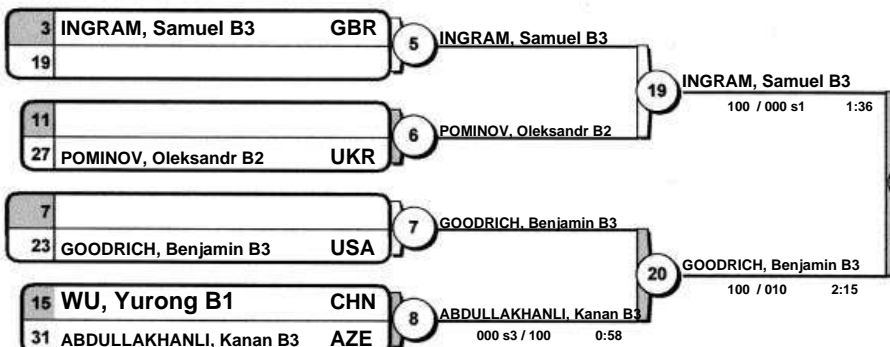 3 INGRAM, Samuel B3 GBR
19
5
INGRAM, Samuel B3
11
27 POMINOV, Oleksandr B2 UKR
6
POMINOV, Oleksandr B2
19
INGRAM, Samuel B3
100 / 000 s1 1:36
7
23 GOODRICH, Benjamin B3 USA
7
GOODRICH, Benjamin B3
15 WU, Yurong B1 CHN
31 ABDULLAKHANLI, Kanan B3 AZE
8
ABDULLAKHANLI, Kanan B3
000 s3 / 100 0:58
20
GOODRICH, Benjamin B3
100 / 010 2:15